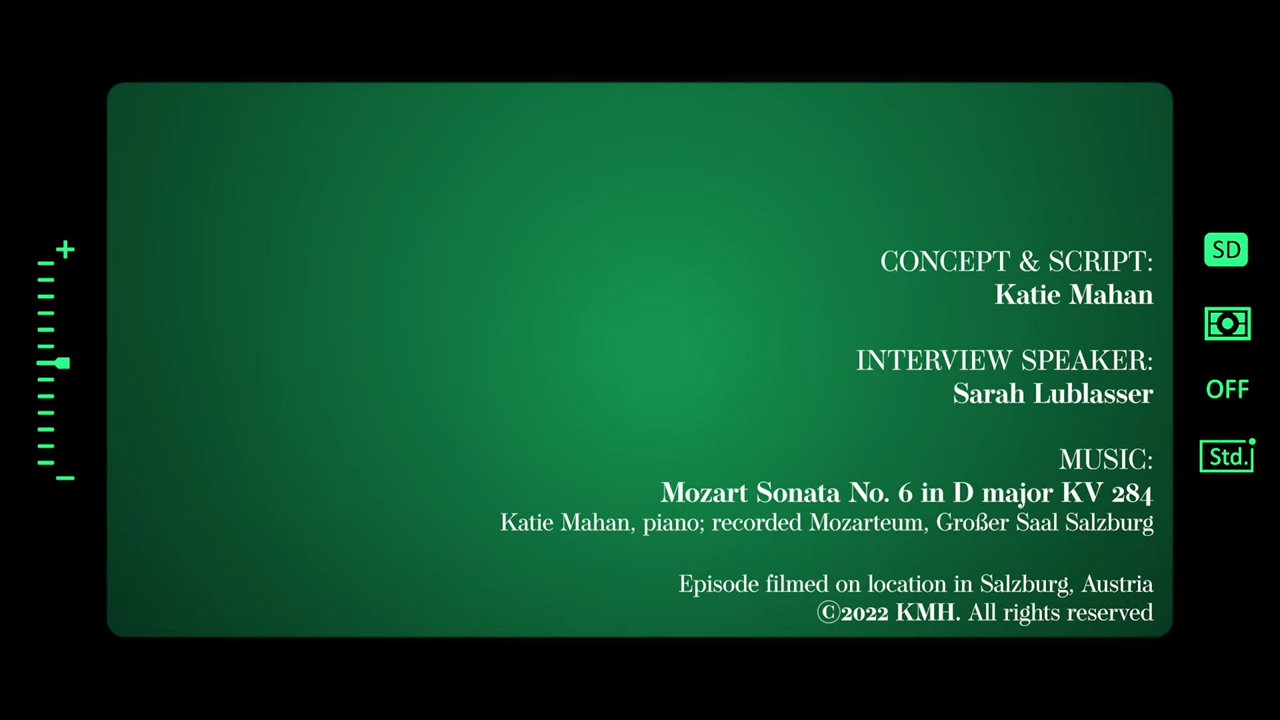 CONCEPT & SCRIPT:
Katie Mahan
INTERVIEW SPEAKER:
Sarah Lublasser
MUSIC:
Mozart Sonata No. 6 in D major KV 284
Katie Mahan, piano; recorded Mozarteum, Großer Saal Salzburg
Episode filmed on location in Salzburg, Austria
©2022 KMH. All rights reserved
+
−
SD
OFF
Std.